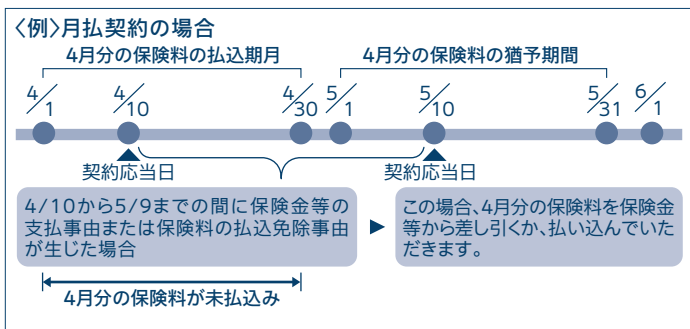 〈例〉月払契約の場合
4月分の保険料の払込期月
4月分の保険料の猶予期間
4/1
4/10
4/30
5/1
5/10
5/31
6/1
契約応当日
契約応当日
4/10から5/9までの間に保険金等の
支払事由または保険料の払込免除事由
が生じた場合
この場合、4月分の保険料を保険金
等から差し引くか、払い込んでいた
だきます。
4月分の保険料が未払込み